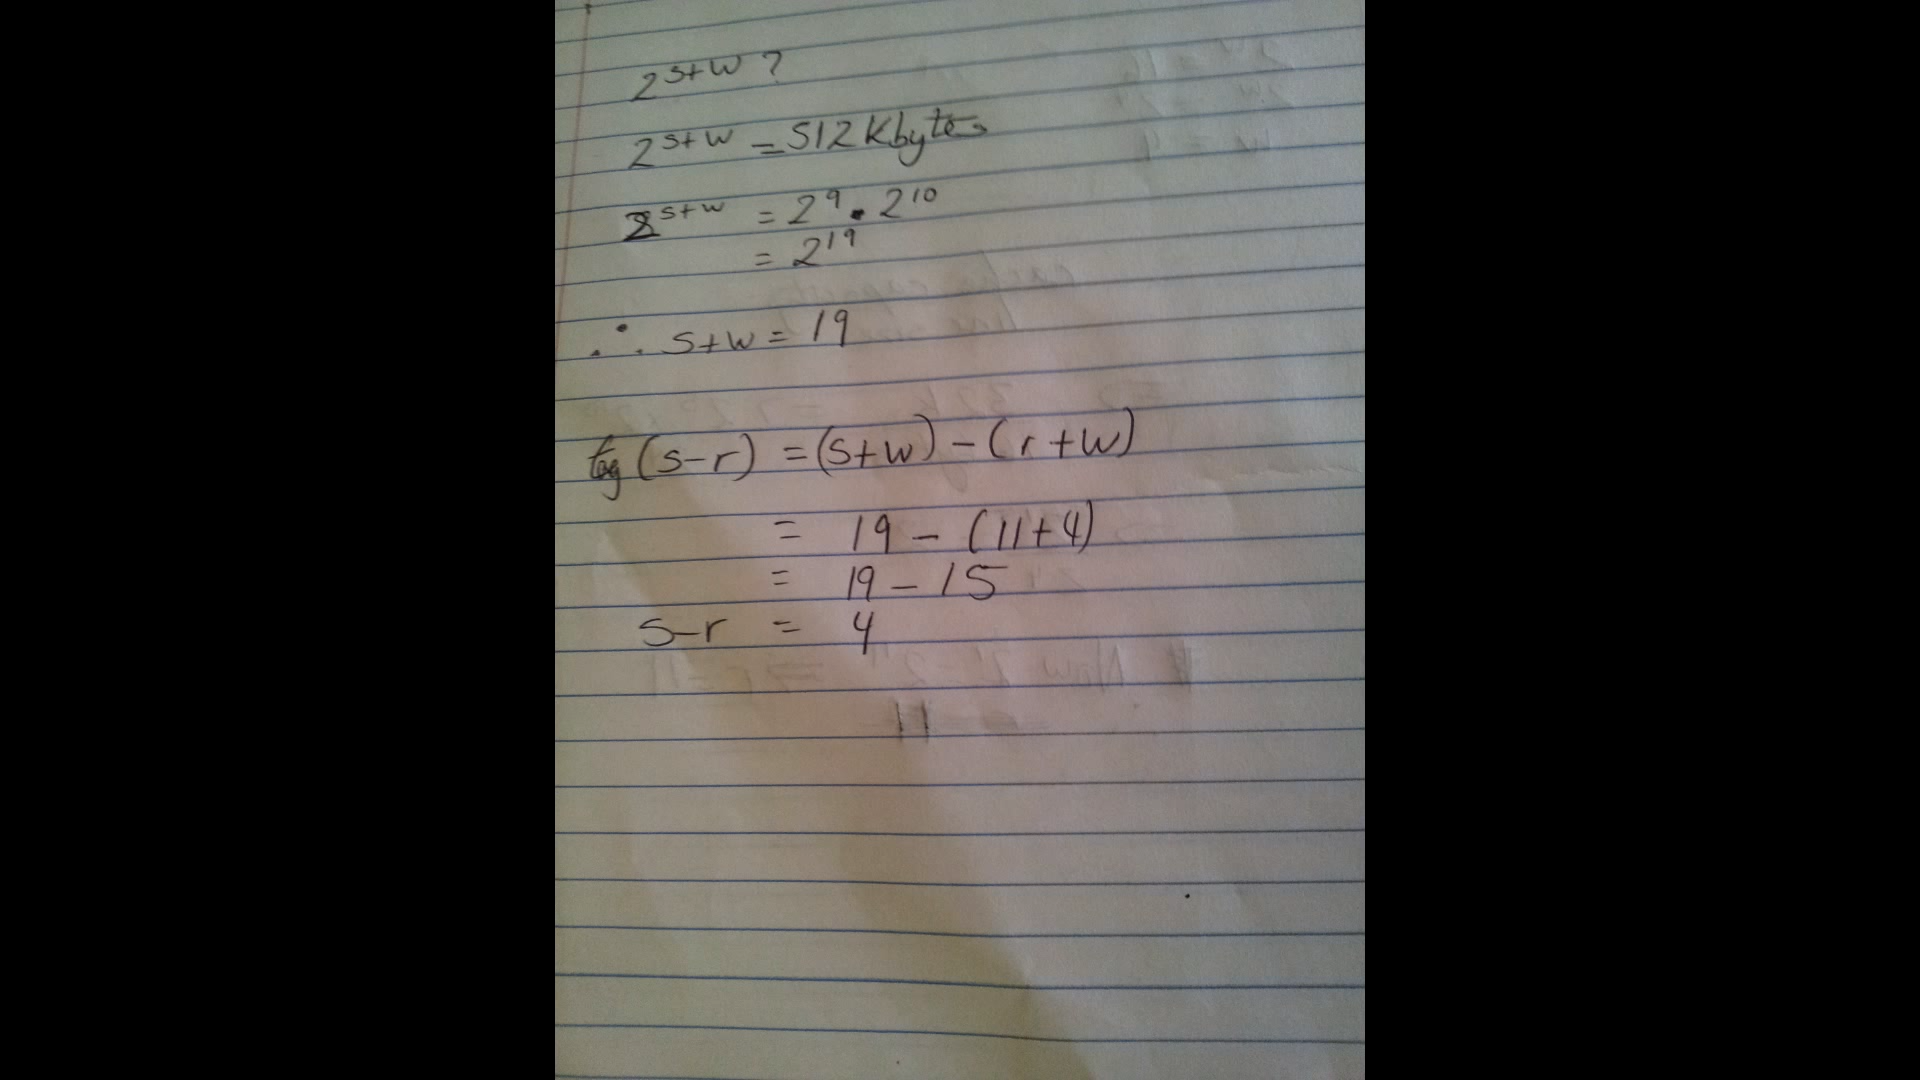 2^{s+w} ?
2^{s+w} = 512 Kbytes
2^{s+w} = 2^9 . 2^{10}
= 2^{19}
∴ s+w = 19
tag (s-r) = (s+w) - (r+w)
= 19 - (11+4)
= 19 - 15
s-r = 4